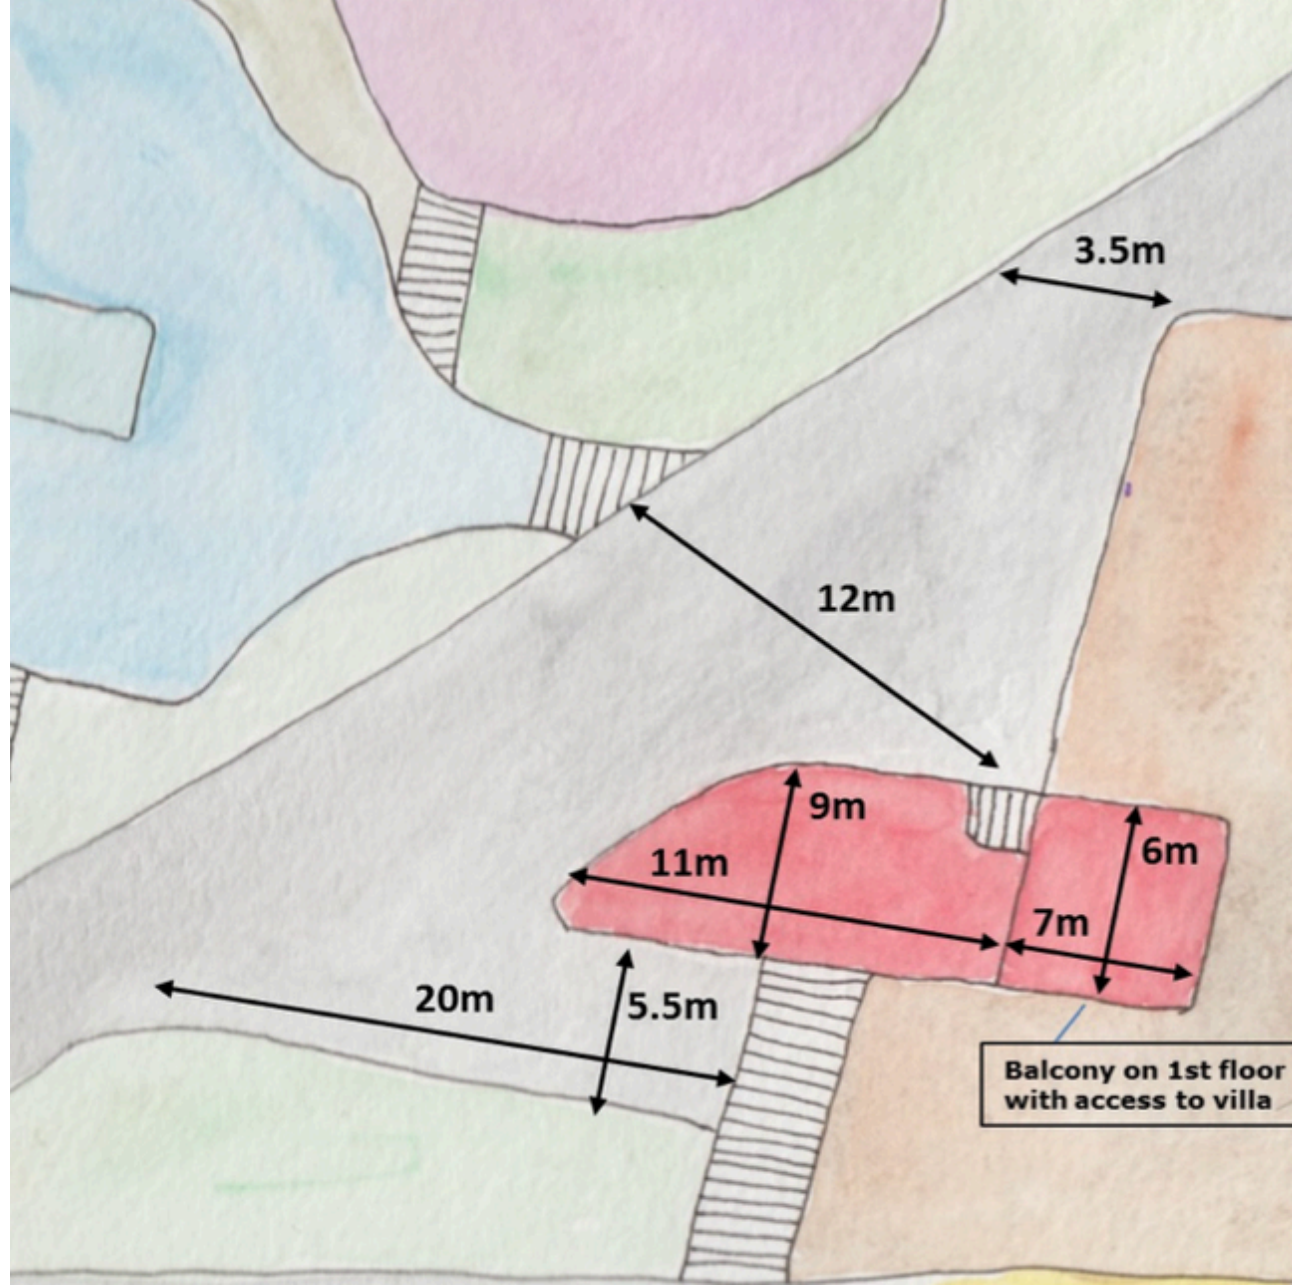 3.5m
12m
9m
11m
6m
7m
20m
5.5m
Balcony on 1st floor
with access to villa